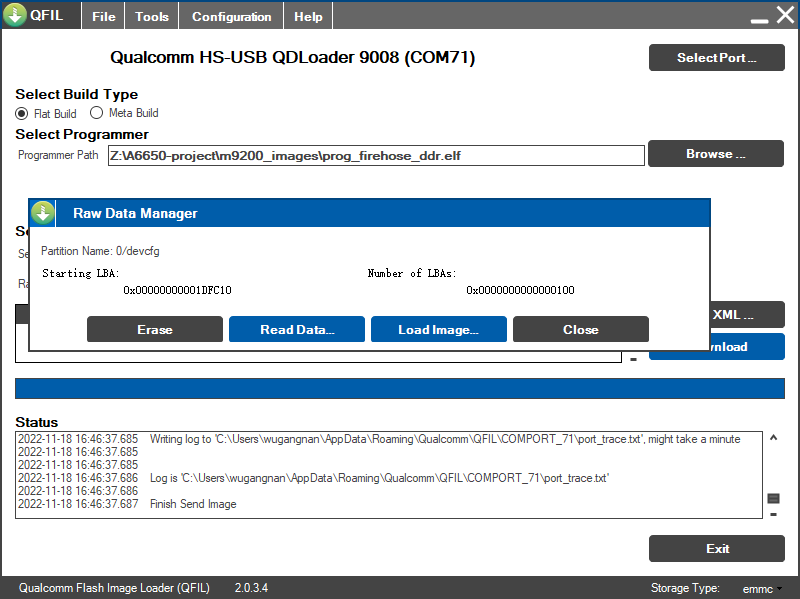 QFIL File Tools Configuration Help
Qualcomm HS-USB QDLoader 9008 (COM71)
Select Port ...
Select Build Type
Flat Build Meta Build
Select Programmer
Programmer Path Z:\A6650-project\m9200_images\prog_firehose_ddr.elf Browse ...
Raw Data Manager
Partition Name: 0/devcfg
Starting LBA: Number of LBAs:
0x00000000001DFC10 0x0000000000000100
XML ...
Erase Read Data... Load Image... Close
Status
2022-11-18 16:46:37.685 Writing log to 'C:\Users\wugangnan\AppData\Roaming\Qualcomm\QFIL\COMPORT_71\port_trace.txt', might take a minute
2022-11-18 16:46:37.685
2022-11-18 16:46:37.685
2022-11-18 16:46:37.686 Log is 'C:\Users\wugangnan\AppData\Roaming\Qualcomm\QFIL\COMPORT_71\port_trace.txt'
2022-11-18 16:46:37.686
2022-11-18 16:46:37.687 Finish Send Image
Exit
Qualcomm Flash Image Loader (QFIL) 2.0.3.4 Storage Type: emmc